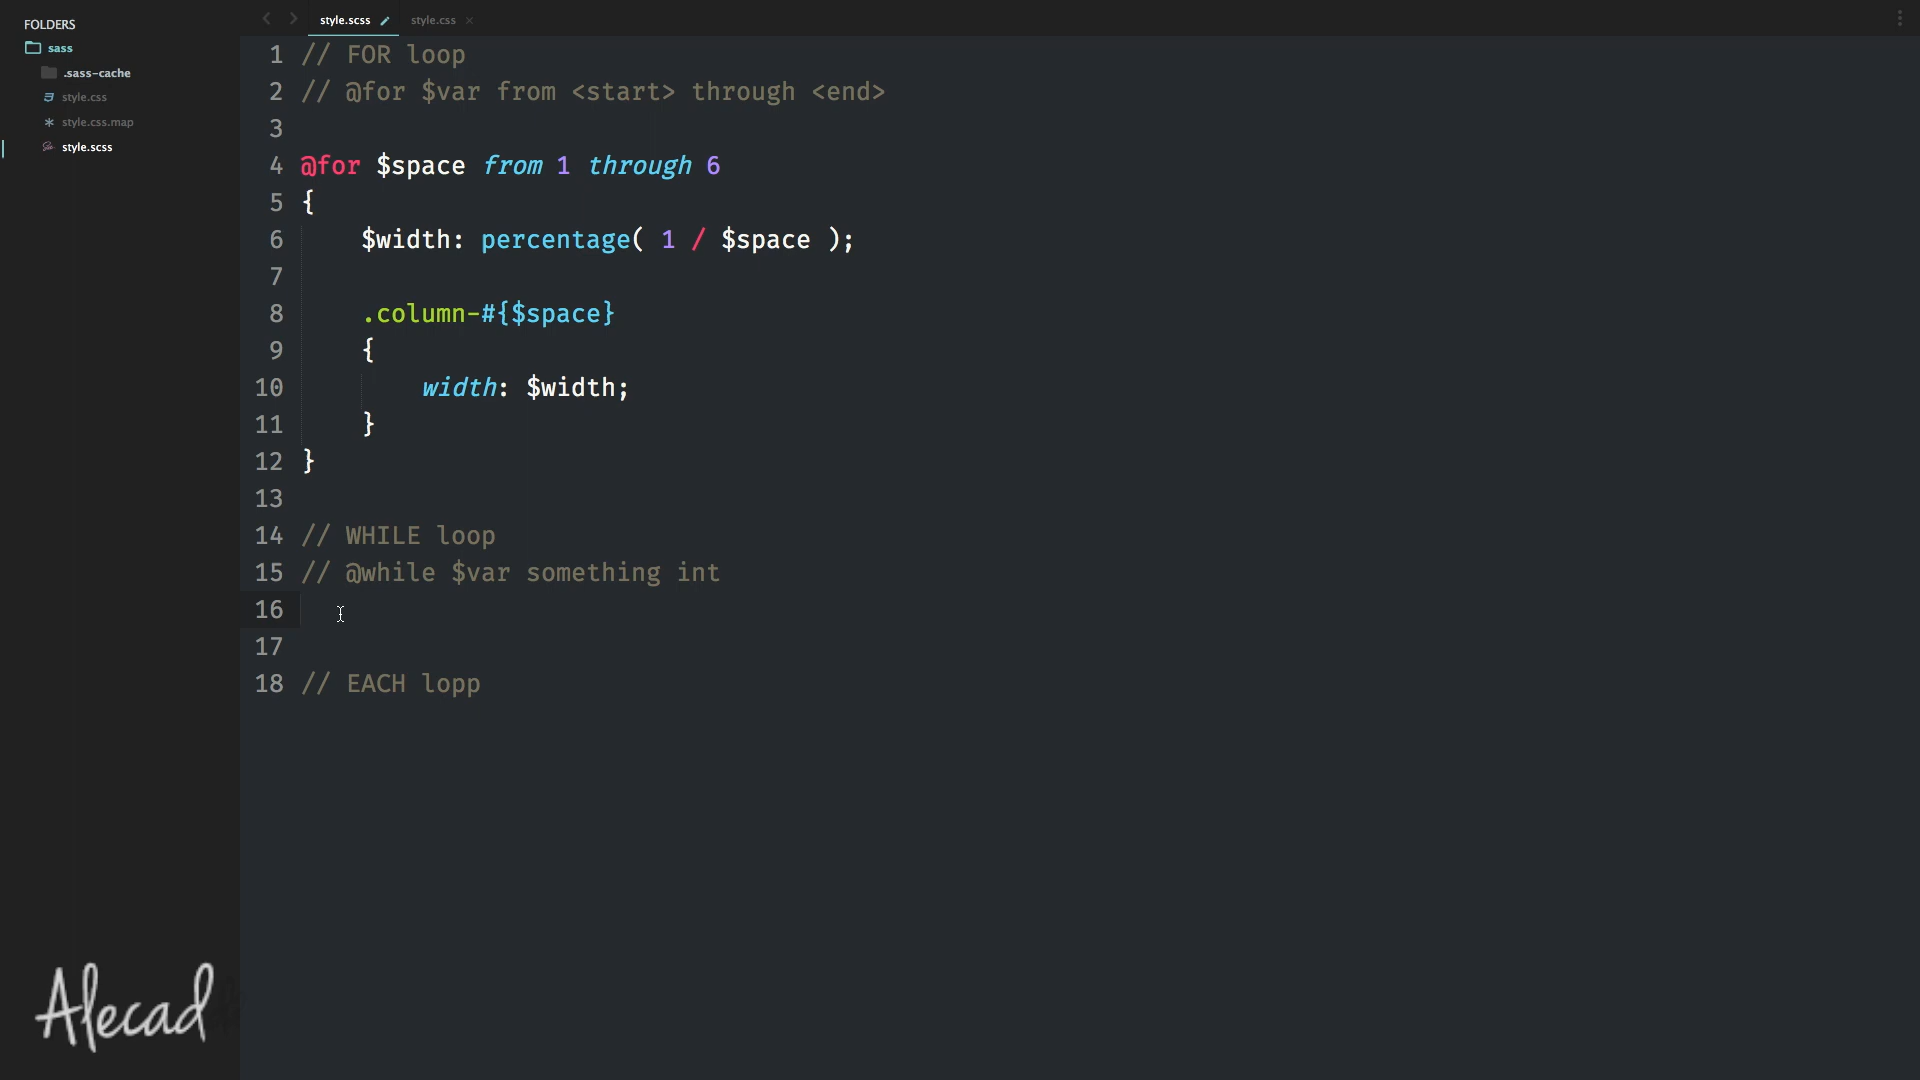 FOLDERS
sass
.sass-cache
style.css
style.css.map
style.scss
style.scss
style.css
1 // FOR loop
2 // @for $var from <start> through <end>
3
4 @for $space from 1 through 6
5 {
6 $width: percentage( 1 / $space );
7
8 .column-#{$space}
9 {
10 width: $width;
11 }
12 }
13
14 // WHILE loop
15 // @while $var something int
16
17
18 // EACH lopp
Alecad